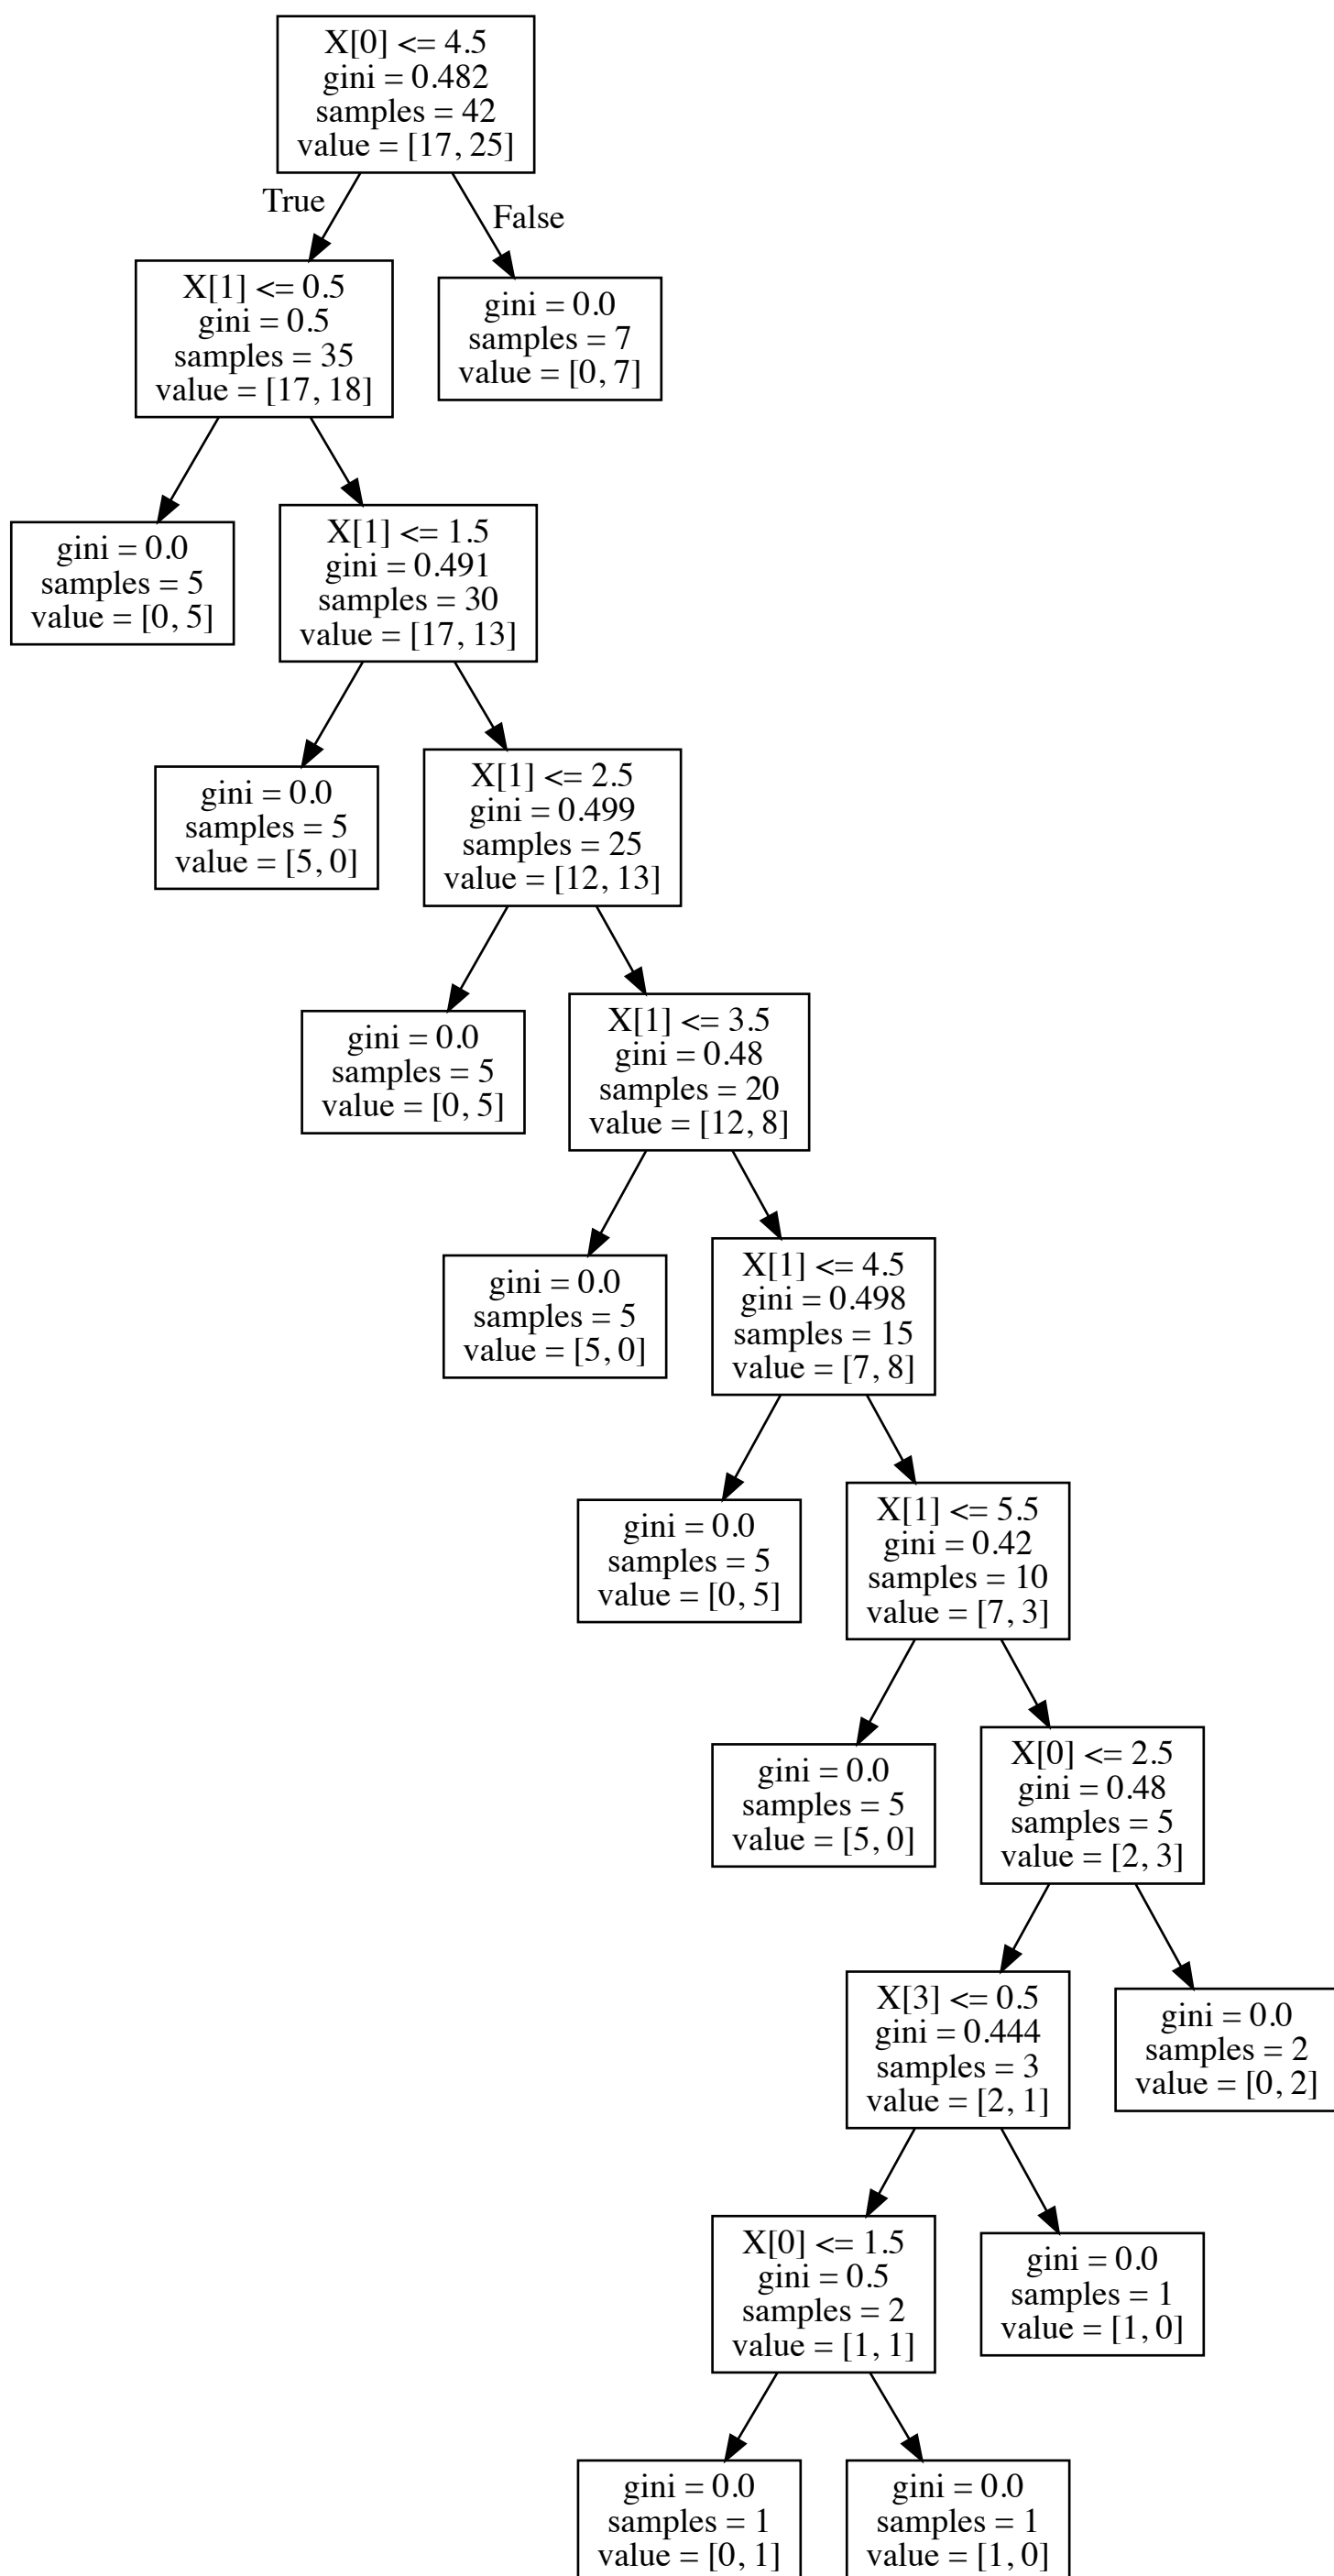 X[0] <= 4.5
gini = 0.482
samples = 42
value = [17, 25]
True
False
X[1] <= 0.5
gini = 0.5
samples = 35
value = [17, 18]
gini = 0.0
samples = 7
value = [0, 7]
gini = 0.0
samples = 5
value = [0, 5]
X[1] <= 1.5
gini = 0.491
samples = 30
value = [17, 13]
gini = 0.0
samples = 5
value = [5, 0]
X[1] <= 2.5
gini = 0.499
samples = 25
value = [12, 13]
gini = 0.0
samples = 5
value = [0, 5]
X[1] <= 3.5
gini = 0.48
samples = 20
value = [12, 8]
gini = 0.0
samples = 5
value = [5, 0]
X[1] <= 4.5
gini = 0.498
samples = 15
value = [7, 8]
gini = 0.0
samples = 5
value = [0, 5]
X[1] <= 5.5
gini = 0.42
samples = 10
value = [7, 3]
gini = 0.0
samples = 5
value = [5, 0]
X[0] <= 2.5
gini = 0.48
samples = 5
value = [2, 3]
X[3] <= 0.5
gini = 0.444
samples = 3
value = [2, 1]
gini = 0.0
samples = 2
value = [0, 2]
X[0] <= 1.5
gini = 0.5
samples = 2
value = [1, 1]
gini = 0.0
samples = 1
value = [1, 0]
gini = 0.0
samples = 1
value = [0, 1]
gini = 0.0
samples = 1
value = [1, 0]